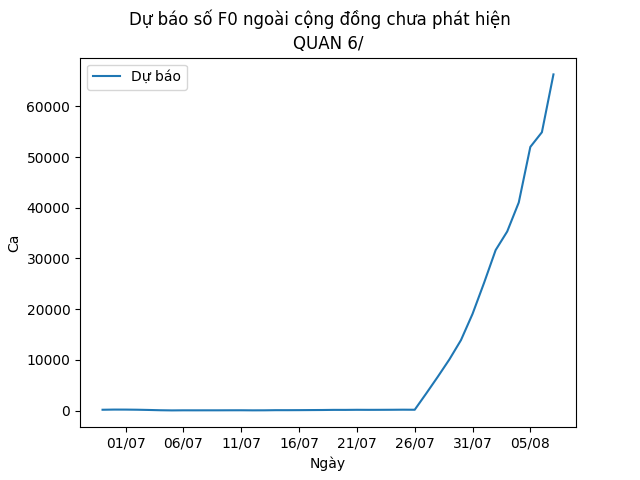 Dự báo số F0 ngoài cộng đồng chưa phát hiện
QUAN 6/
Dự báo
60000
50000
40000
30000
20000
10000
0
Ca
01/07 06/07 11/07 16/07 21/07 26/07 31/07 05/08
Ngày